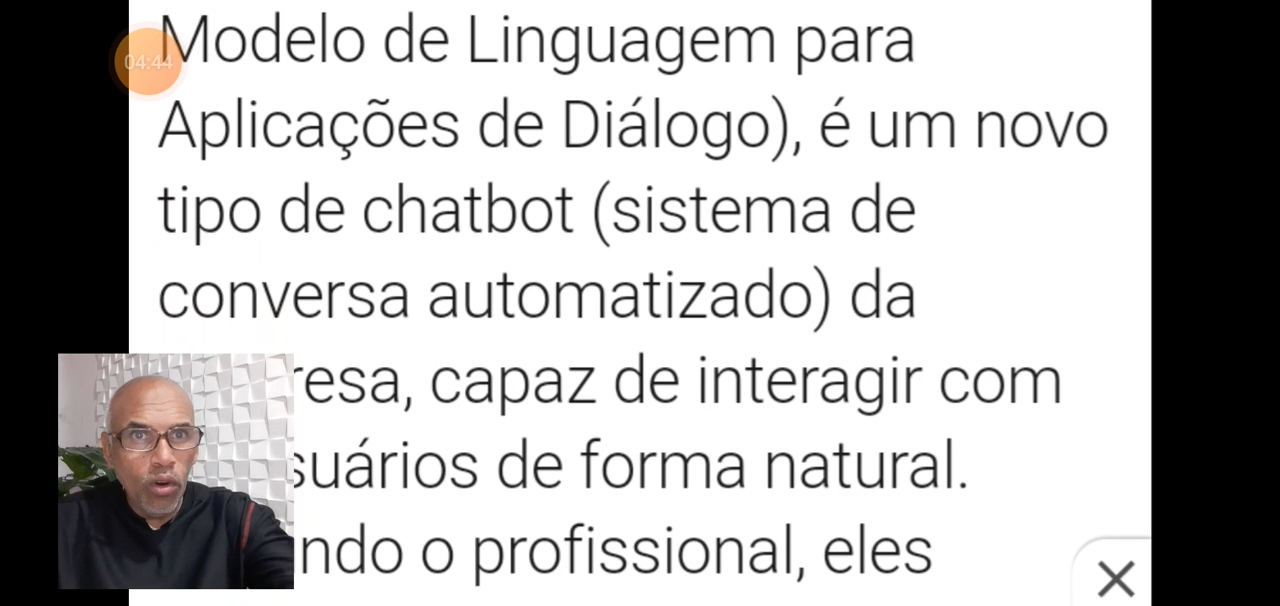 04:44
Modelo de Linguagem para
Aplicações de Diálogo), é um novo
tipo de chatbot (sistema de
conversa automatizado) da
resa, capaz de interagir com
suários de forma natural.
ndo o profissional, eles